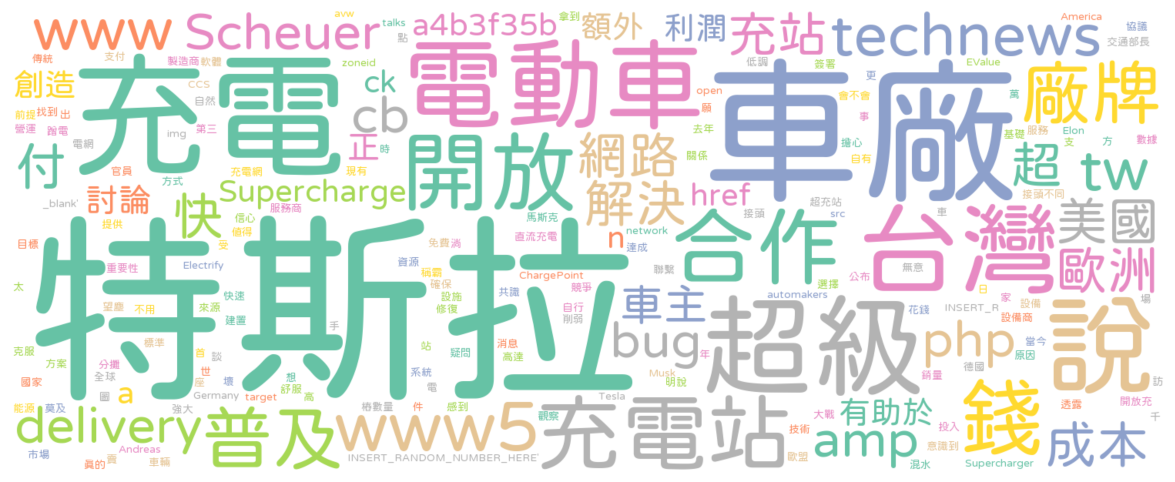 avw talks 拿到 America 協議
www Scheuer a4b3f35b 額外 利潤 充站 technews
傳統 支付 點 交通部長
製造商 軟體 zoneid 低調 簽署 EValue
創造 充電 CCS ck 電動車 open 更 會不會 車廠 萬 廠牌
前提 找到 出 自然 cb 願 事
營運 蹣電 第三 img 去年 基礎 服務 Elon 數據
電網 正 開放 網路 關係 擔心 支 方
付 官員 方式 充電網 現有 時 解決 自有 超 tw
_blank' 討論 快 Supercharge href 接頭不同
提供 服務商 信心 值得 馬斯克 接頭 超充站 src 車 美國
目標 受 免費 淌 直流充電 n network 達成 合作 台灣
重要性 Electrify 資源 稱霸 ChargePoint 聯繫 選擇 無意 歐洲
太 特斯拉 確保 設施 共識 競爭 公布 日 場
望塵 不用 來源 快速 修復 自行 車主 automakers 花錢 INSERT_R 家 設備
標準 建置 削弱 超級 設備商
克服 方案 首 談 手 站 疑問 消息 bug php 當今 說
國家 分攤 世 壞 想 系統 高達 年 德國 原因
全球 座 舒服 電 Musk 明說 銷量 訪
圖 a Germany target 高 Tesla
能源 莫及 強大 樁數量 件 感到 觀察 大戰 有助於 錢 透露 開放充
delivery 普及 www5 充電站 技術 投入 千
市場 Andreas amp 意識到 成本
真的 賣 車輛 INSERT_RANDOM_NUMBER_HERE' 歐盟 混水 Supercharger